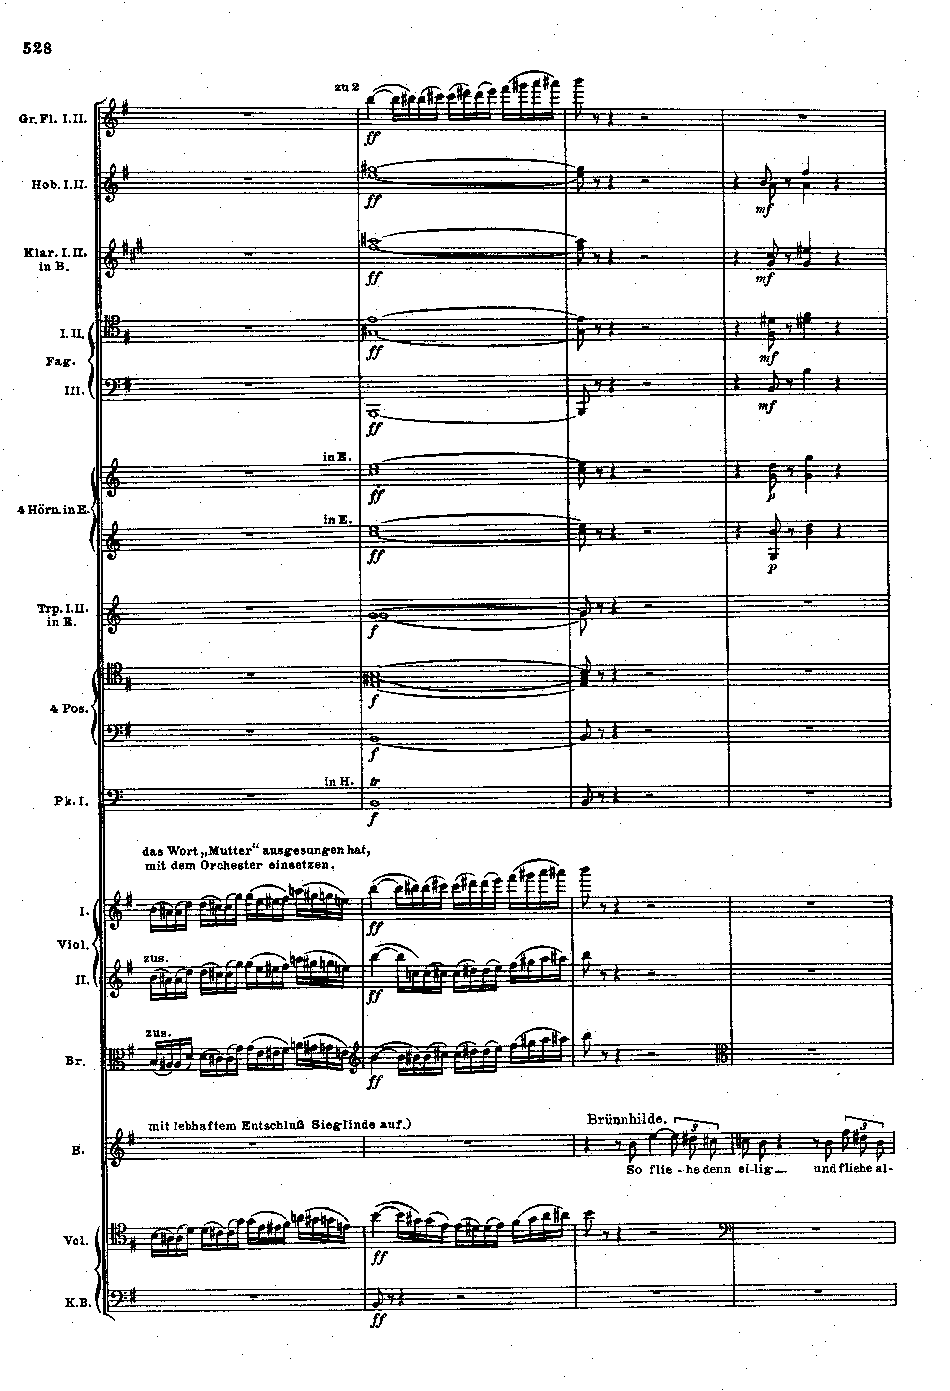 528
zu 2
Gr. Fl. I. II.
ff
Hob. I. II.
ff
mf
Klar. I. II.
in B.
ff
mf
I. II.
Fag.
ff
mf
III.
ff
mf
in E.
4 Hörn. in E.
ff
p
in E.
ff
p
Trp. I. II.
in E.
f
4 Pos.
f
f
in H.
tr
Pk. I.
f
das Wort „Mutter“ ausgesungen hat,
mit dem Orchester einsetzen.
I.
Viol.
ff
zus.
II.
ff
zus.
Br.
ff
mit lebhaftem Entschluß Sieglinde auf.)
Brünnhilde.
3
3
B.
So flie - he denn ei - lig — und fliehe al -
Vcl.
ff
K.B.
ff